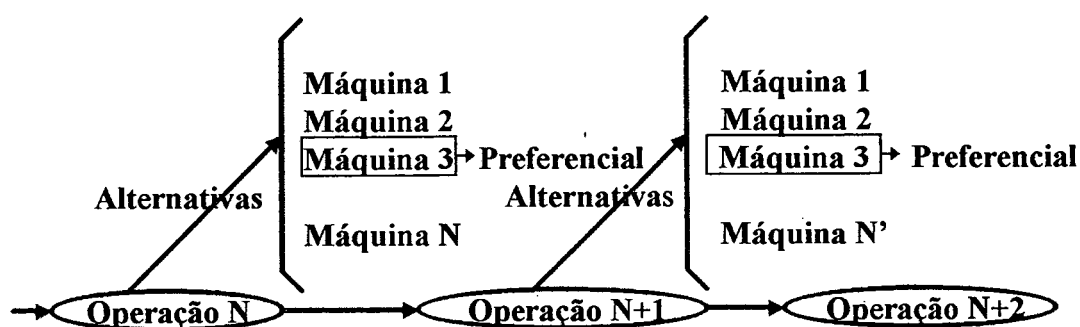 Máquina 1
Máquina 2
Máquina 3 Preferencial
Alternativas
Máquina N
Máquina 1
Máquina 2
Máquina 3 Preferencial
Alternativas
Máquina N’
Operação N
Operação N+1
Operação N+2